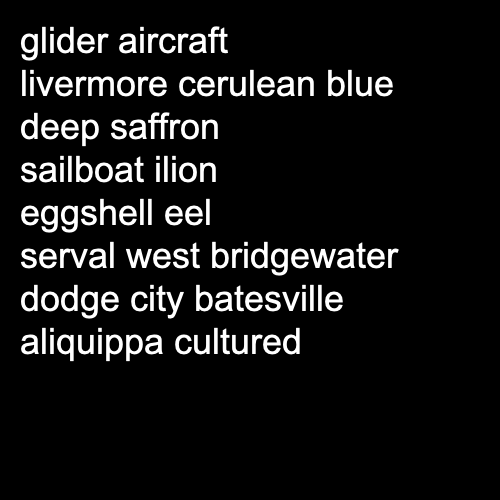 glider aircraft
livermore cerulean blue
deep saffron
sailboat ilion
eggshell eel
serval west bridgewater
dodge city batesville
aliquippa cultured